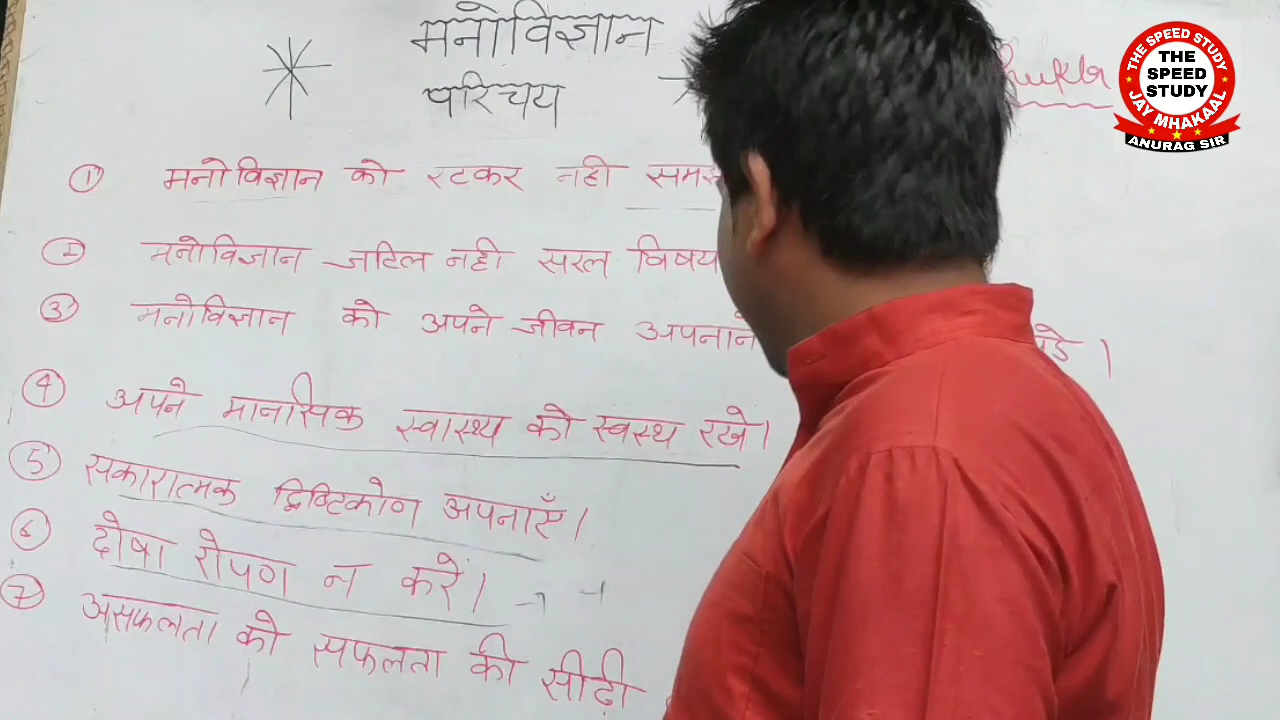 मनोविज्ञान
परिचय
THE SPEED STUDY
THE
SPEED
STUDY
JAY MHAKAAL
ANURAG SIR
① मनोविज्ञान को रटकर नही
② मनोविज्ञान जटिल नही सरल विषय
③ मनोविज्ञान को अपने जीवन अपनाने
④ अपने मानसिक स्वास्थ्य को स्वस्थ रखे।
⑤ सकारात्मक द्विष्टिकोण अपनाएँ।
⑥ दोषा रोपण न करें।
⑦ असफलता को सफलता की सीढ़ी